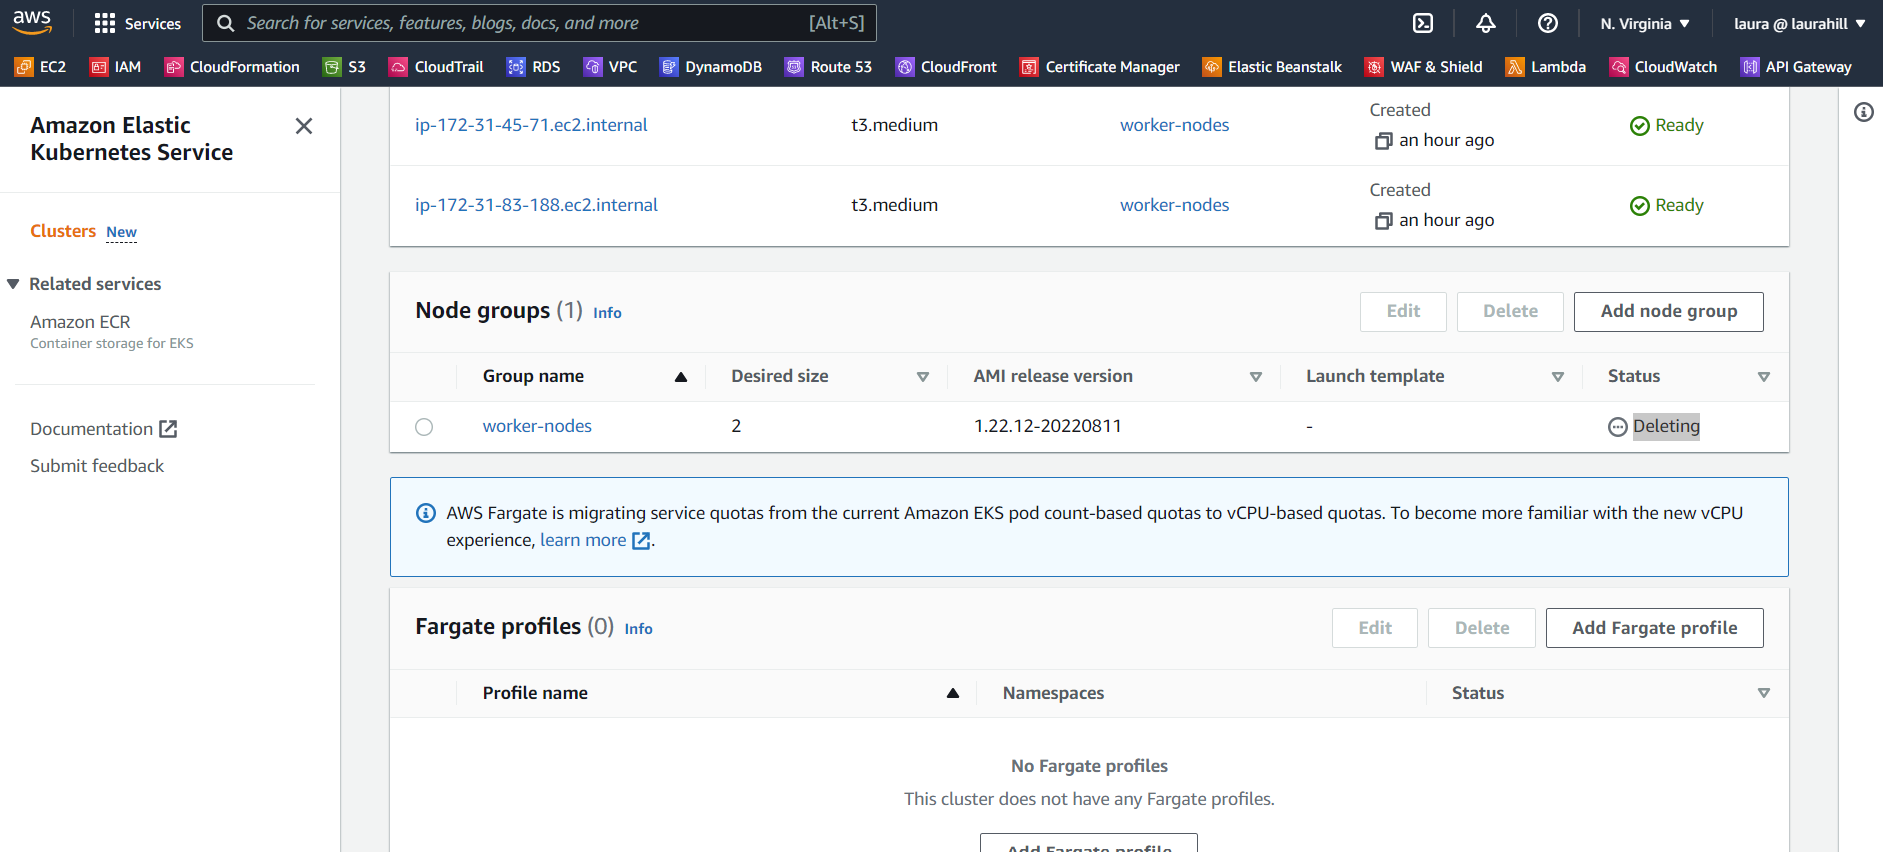 aws Services Search for services, features, blogs, docs, and more [Alt+S] N. Virginia laura @ laurahill
EC2 IAM CloudFormation S3 CloudTrail RDS VPC DynamoDB Route 53 CloudFront Certificate Manager Elastic Beanstalk WAF & Shield Lambda CloudWatch API Gateway
Amazon Elastic
Kubernetes Service
Clusters New
Related services
Amazon ECR
Container storage for EKS
Documentation
Submit feedback
Created
ip-172-31-45-71.ec2.internal t3.medium worker-nodes Ready
an hour ago
Created
ip-172-31-83-188.ec2.internal t3.medium worker-nodes Ready
an hour ago
Node groups (1) Info Edit Delete Add node group
Group name Desired size AMI release version Launch template Status
worker-nodes 2 1.22.12-20220811 - Deleting
AWS Fargate is migrating service quotas from the current Amazon EKS pod count-based quotas to vCPU-based quotas. To become more familiar with the new vCPU
experience, learn more .
Fargate profiles (0) Info Edit Delete Add Fargate profile
Profile name Namespaces Status
No Fargate profiles
This cluster does not have any Fargate profiles.
Add Fargate profile